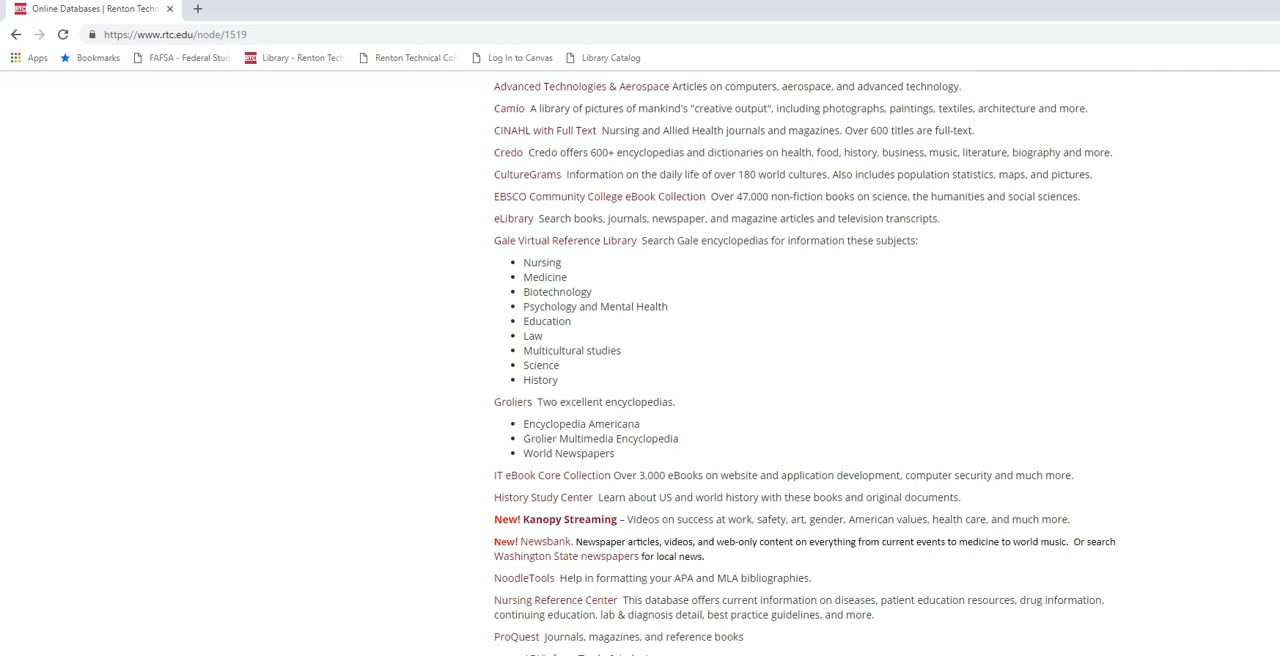 Online Databases | Renton Techn
https://www.rtc.edu/node/1519
Apps Bookmarks FAFSA - Federal Stud Library - Renton Tech Renton Technical Col Log In to Canvas Library Catalog
Advanced Technologies & Aerospace Articles on computers, aerospace, and advanced technology.
Camio A library of pictures of mankind's "creative output", including photographs, paintings, textiles, architecture and more.
CINAHL with Full Text Nursing and Allied Health journals and magazines. Over 600 titles are full-text.
Credo Credo offers 600+ encyclopedias and dictionaries on health, food, history, business, music, literature, biography and more.
CultureGrams Information on the daily life of over 180 world cultures. Also includes population statistics, maps, and pictures.
EBSCO Community College eBook Collection Over 47,000 non-fiction books on science, the humanities and social sciences.
eLibrary Search books, journals, newspaper, and magazine articles and television transcripts.
Gale Virtual Reference Library Search Gale encyclopedias for information these subjects:
• Nursing
• Medicine
• Biotechnology
• Psychology and Mental Health
• Education
• Law
• Multicultural studies
• Science
• History
Groliers Two excellent encyclopedias.
• Encyclopedia Americana
• Grolier Multimedia Encyclopedia
• World Newspapers
IT eBook Core Collection Over 3,000 eBooks on website and application development, computer security and much more.
History Study Center Learn about US and world history with these books and original documents.
New! Kanopy Streaming – Videos on success at work, safety, art, gender, American values, health care, and much more.
New! Newsbank. Newspaper articles, videos, and web-only content on everything from current events to medicine to world music. Or search
Washington State newspapers for local news.
NoodleTools Help in formatting your APA and MLA bibliographies.
Nursing Reference Center This database offers current information on diseases, patient education resources, drug information,
continuing education, lab & diagnosis detail, best practice guidelines, and more.
ProQuest Journals, magazines, and reference books